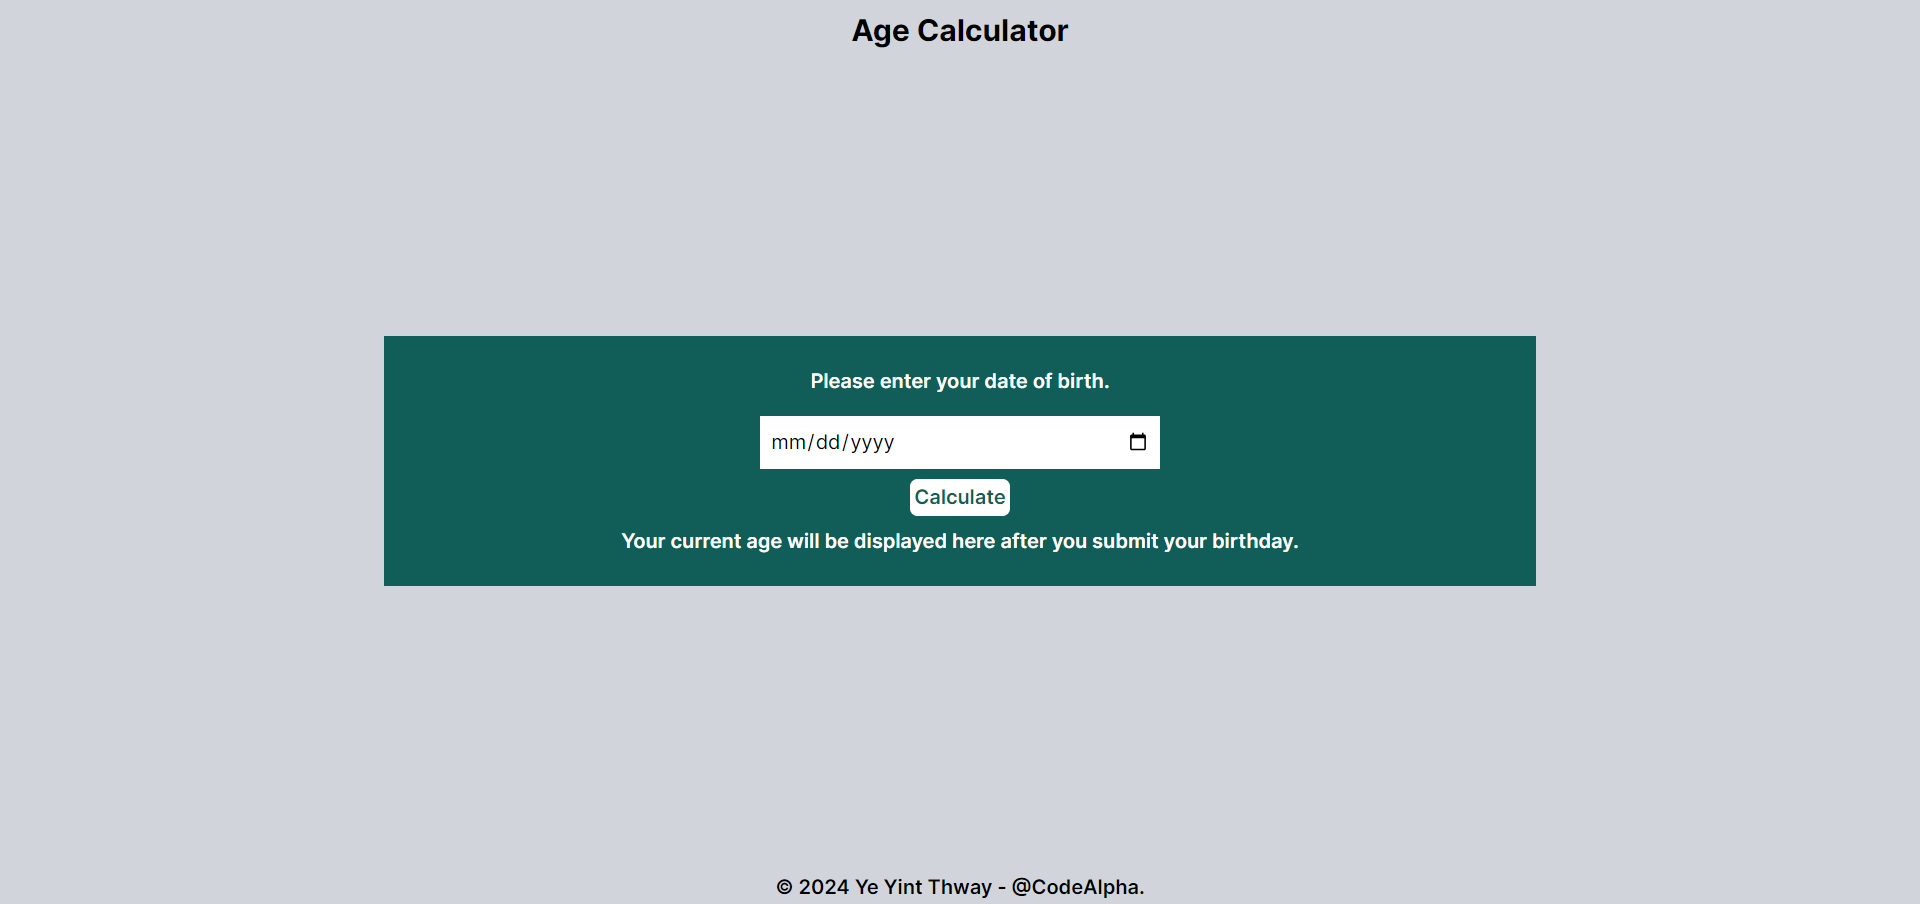 Age Calculator
Please enter your date of birth.
mm/dd/yyyy
Calculate
Your current age will be displayed here after you submit your birthday.
© 2024 Ye Yint Thway - @CodeAlpha.